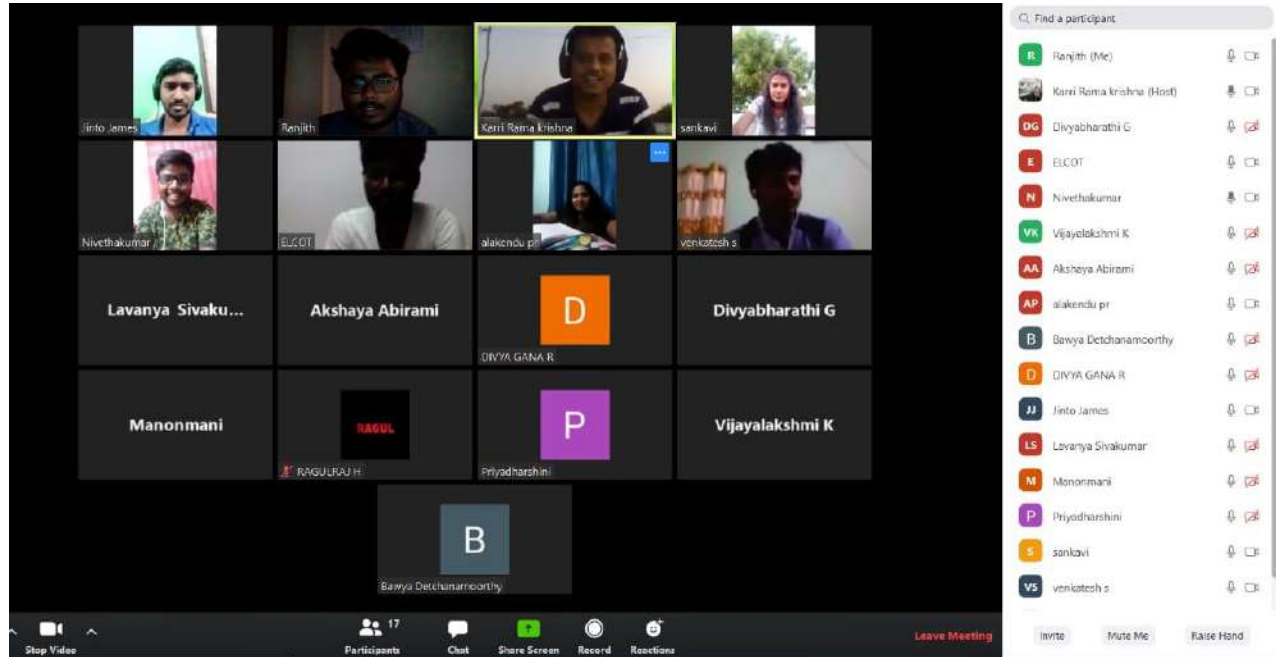 Jinto James
Ranjith
Karri Rama krishna
sankavi
Nivethakumar
ELCOT
alakendu pr
venkatesh s
Lavanya Sivaku...
Akshaya Abirami
D
DIVYA GANA R
Divyabharathi G
Manonmani
RAGUL
RAGULRAJ H
P
Priyadharshini
Vijayalakshmi K
B
Bawya Detchanamoorthy
Stop Video
17
Participants
Chat
Share Screen
Record
Reactions
Leave Meeting
Find a participant
R Ranjith (Me)
Karri Rama krishna (Host)
DG Divyabharathi G
E ELCOT
N Nivethakumar
VK Vijayalakshmi K
AA Akshaya Abirami
AP alakendu pr
B Bawya Detchanamoorthy
D DIVYA GANA R
JJ Jinto James
LS Lavanya Sivakumar
M Manonmani
P Priyadharshini
S sankavi
VS venkatesh s
Invite Mute Me Raise Hand